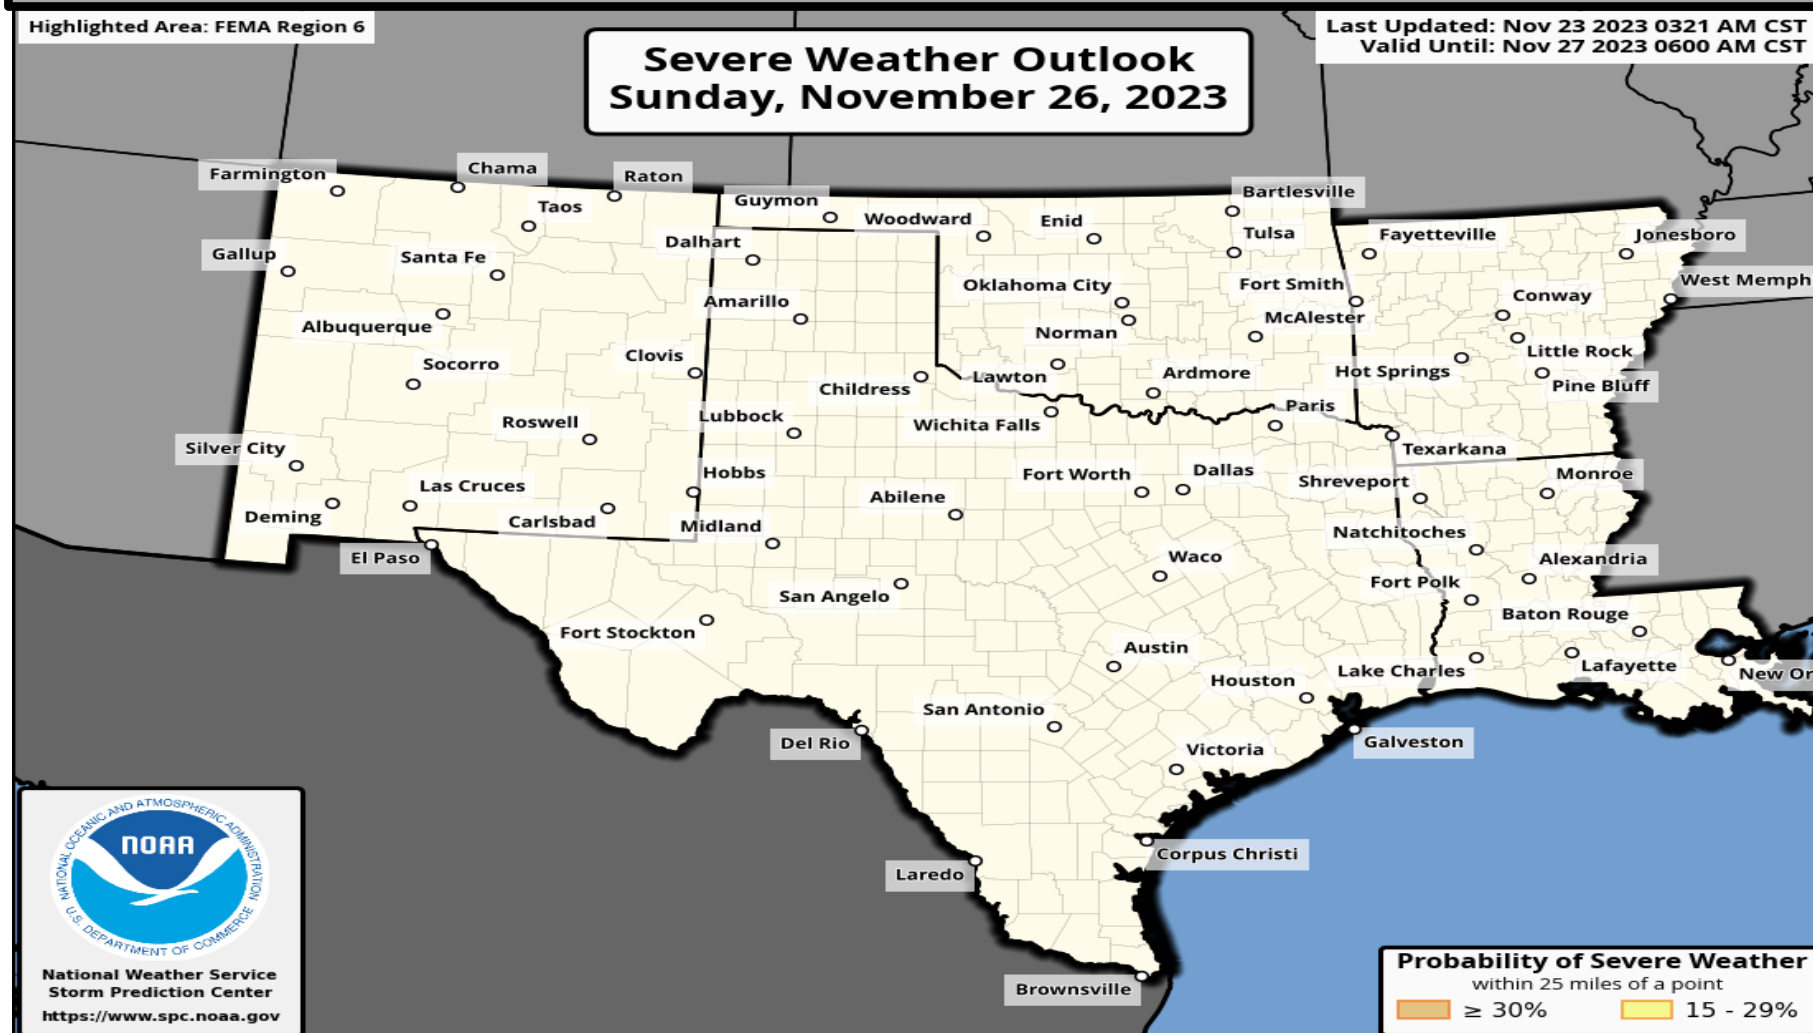 Highlighted Area: FEMA Region 6
Last Updated: Nov 23 2023 0321 AM CST
Valid Until: Nov 27 2023 0600 AM CST
Severe Weather Outlook
Sunday, November 26, 2023
Farmington
Chama
Raton
Taos
Guymon
Woodward
Enid
Bartlesville
Gallup
Santa Fe
Dalhart
Tulsa
Fayetteville
Jonesboro
Albuquerque
Amarillo
Oklahoma City
Fort Smith
Conway
West Memph
Socorro
Clovis
Norman
McAlester
Little Rock
Childress
Lawton
Ardmore
Hot Springs
Pine Bluff
Roswell
Lubbock
Wichita Falls
Paris
Texarkana
Silver City
Hobbs
Fort Worth
Dallas
Shreveport
Monroe
Las Cruces
Abilene
Deming
Carlsbad
Midland
Natchitoches
El Paso
Waco
Alexandria
San Angelo
Fort Polk
Fort Stockton
Baton Rouge
Austin
Houston
Lake Charles
Lafayette
New Or
San Antonio
Del Rio
Victoria
Galveston
Laredo
Corpus Christi
Brownsville
NATIONAL OCEANIC AND ATMOSPHERIC ADMINISTRATION
NOAA
U.S. DEPARTMENT OF COMMERCE
National Weather Service
Storm Prediction Center
https://www.spc.noaa.gov
Probability of Severe Weather
within 25 miles of a point
≥ 30%
15 - 29%